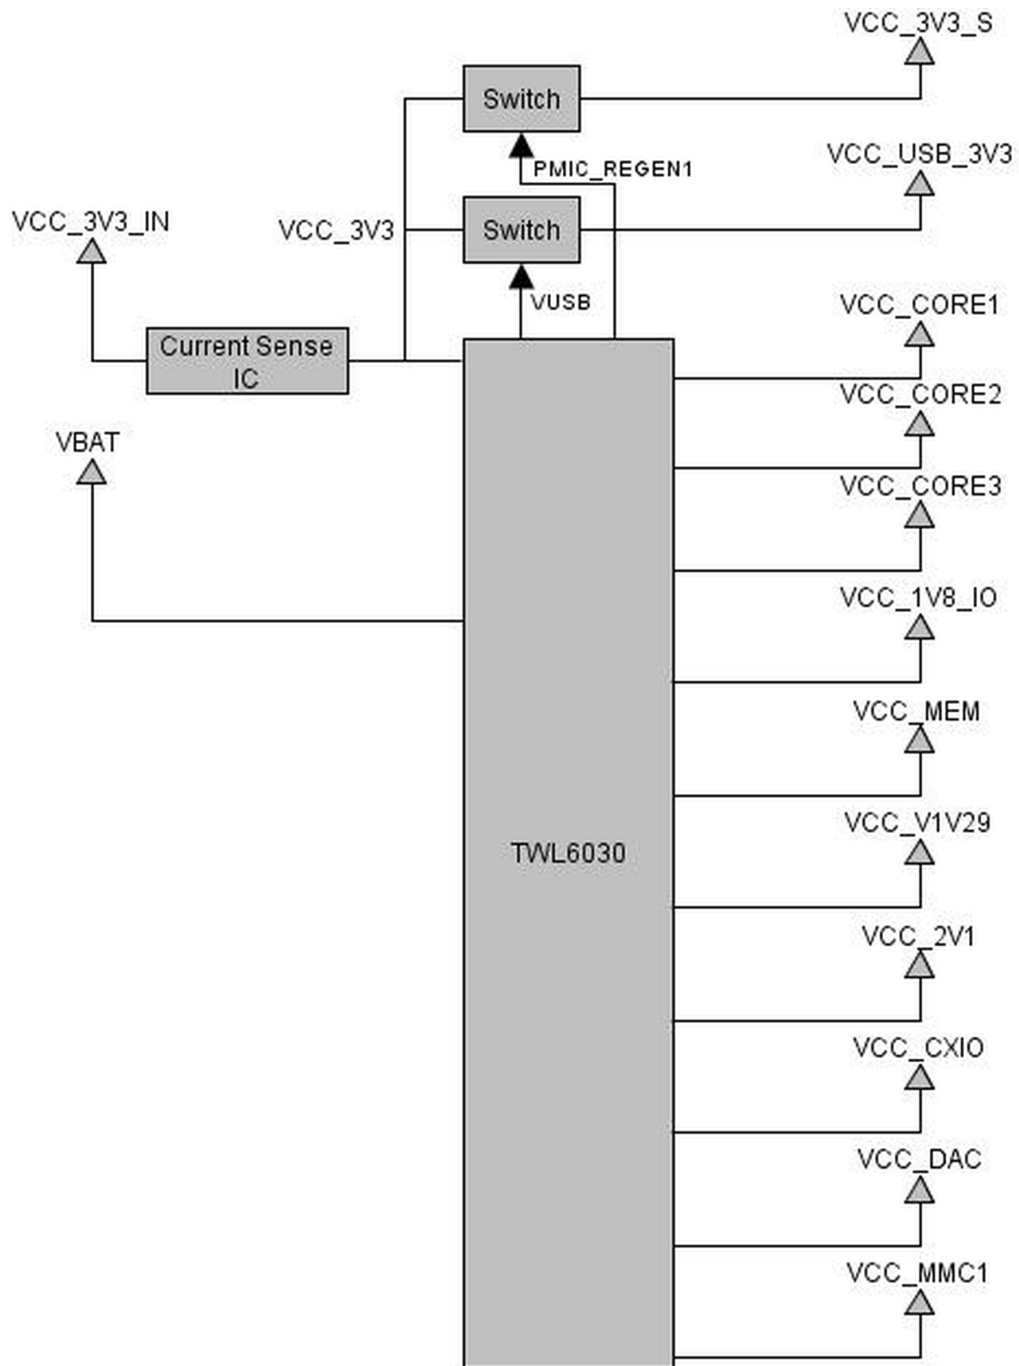 VCC_3V3_S
Switch
PMIC_REGEN1
VCC_USB_3V3
VCC_3V3_IN
VCC_3V3
Switch
VUSB
VCC_CORE1
Current Sense
IC
VCC_CORE2
VBAT
VCC_CORE3
VCC_1V8_IO
VCC_MEM
VCC_V1V29
TWL6030
VCC_2V1
VCC_CXIO
VCC_DAC
VCC_MMC1